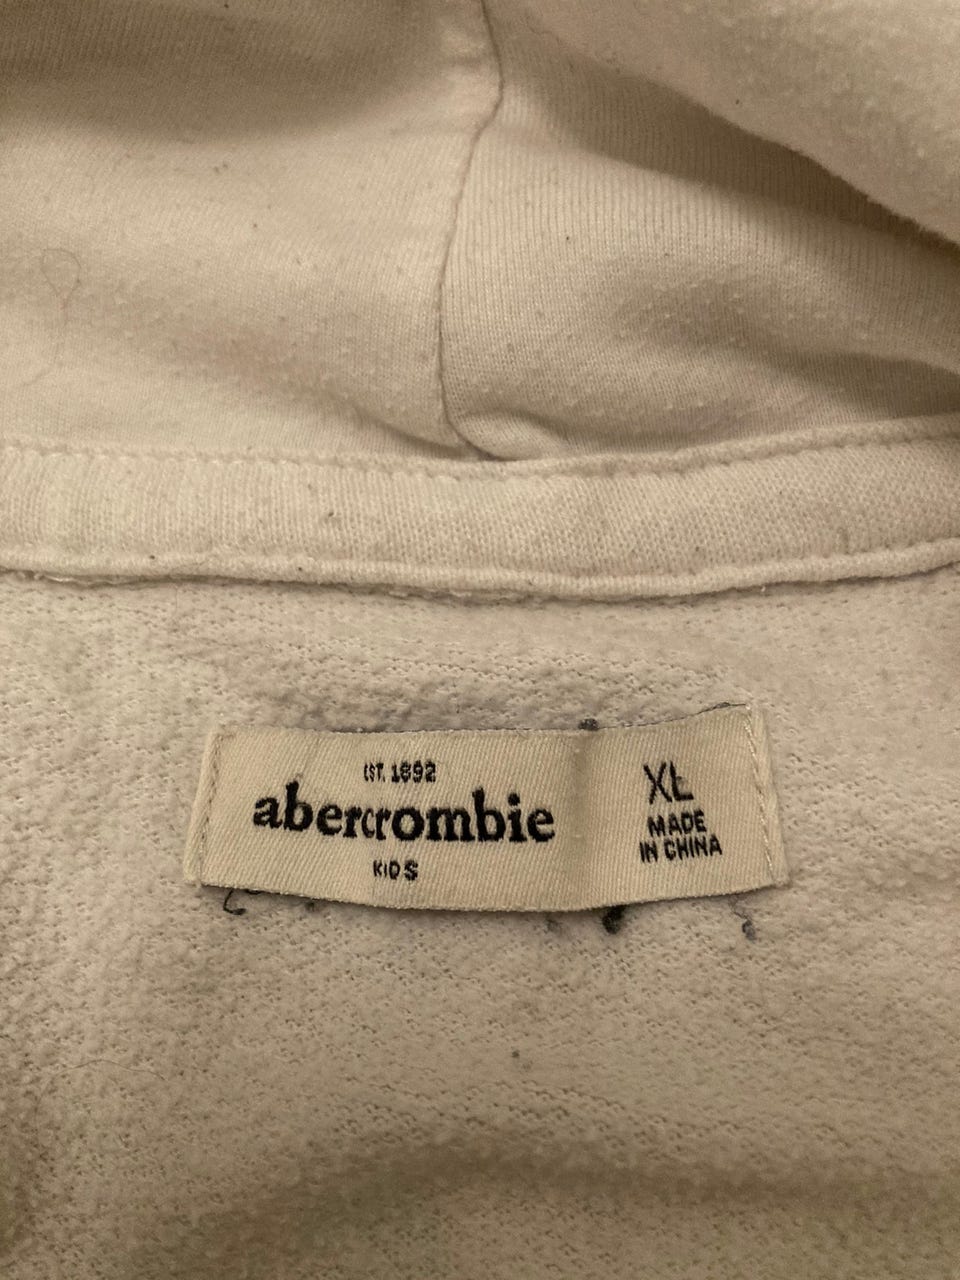 EST. 1892
abercrombie
KIDS
XL
MADE
IN CHINA